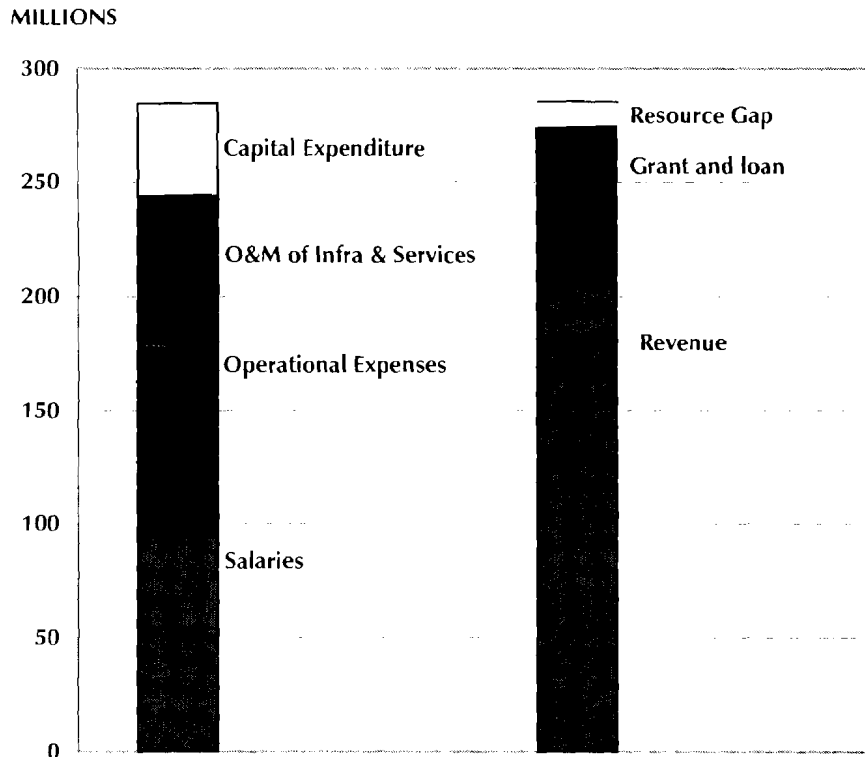 MILLIONS
300
Resource Gap
Capital Expenditure
Grant and loan
250
O&M of Infra & Services
200
Revenue
Operational Expenses
150
100
Salaries
50
0